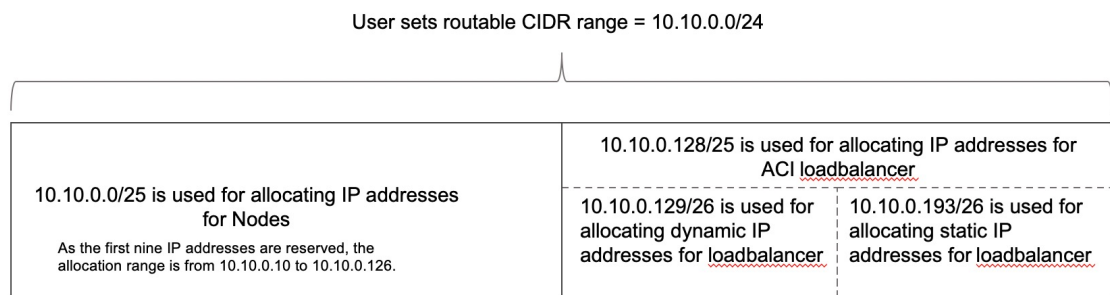 User sets routable CIDR range = 10.10.0.0/24
10.10.0.0/25 is used for allocating IP addresses
for Nodes
As the first nine IP addresses are reserved, the
allocation range is from 10.10.0.10 to 10.10.0.126.
10.10.0.128/25 is used for allocating IP addresses for
ACI loadbalancer
10.10.0.129/26 is used for
allocating dynamic IP
addresses for loadbalancer
10.10.0.193/26 is used for
allocating static IP
addresses for loadbalancer